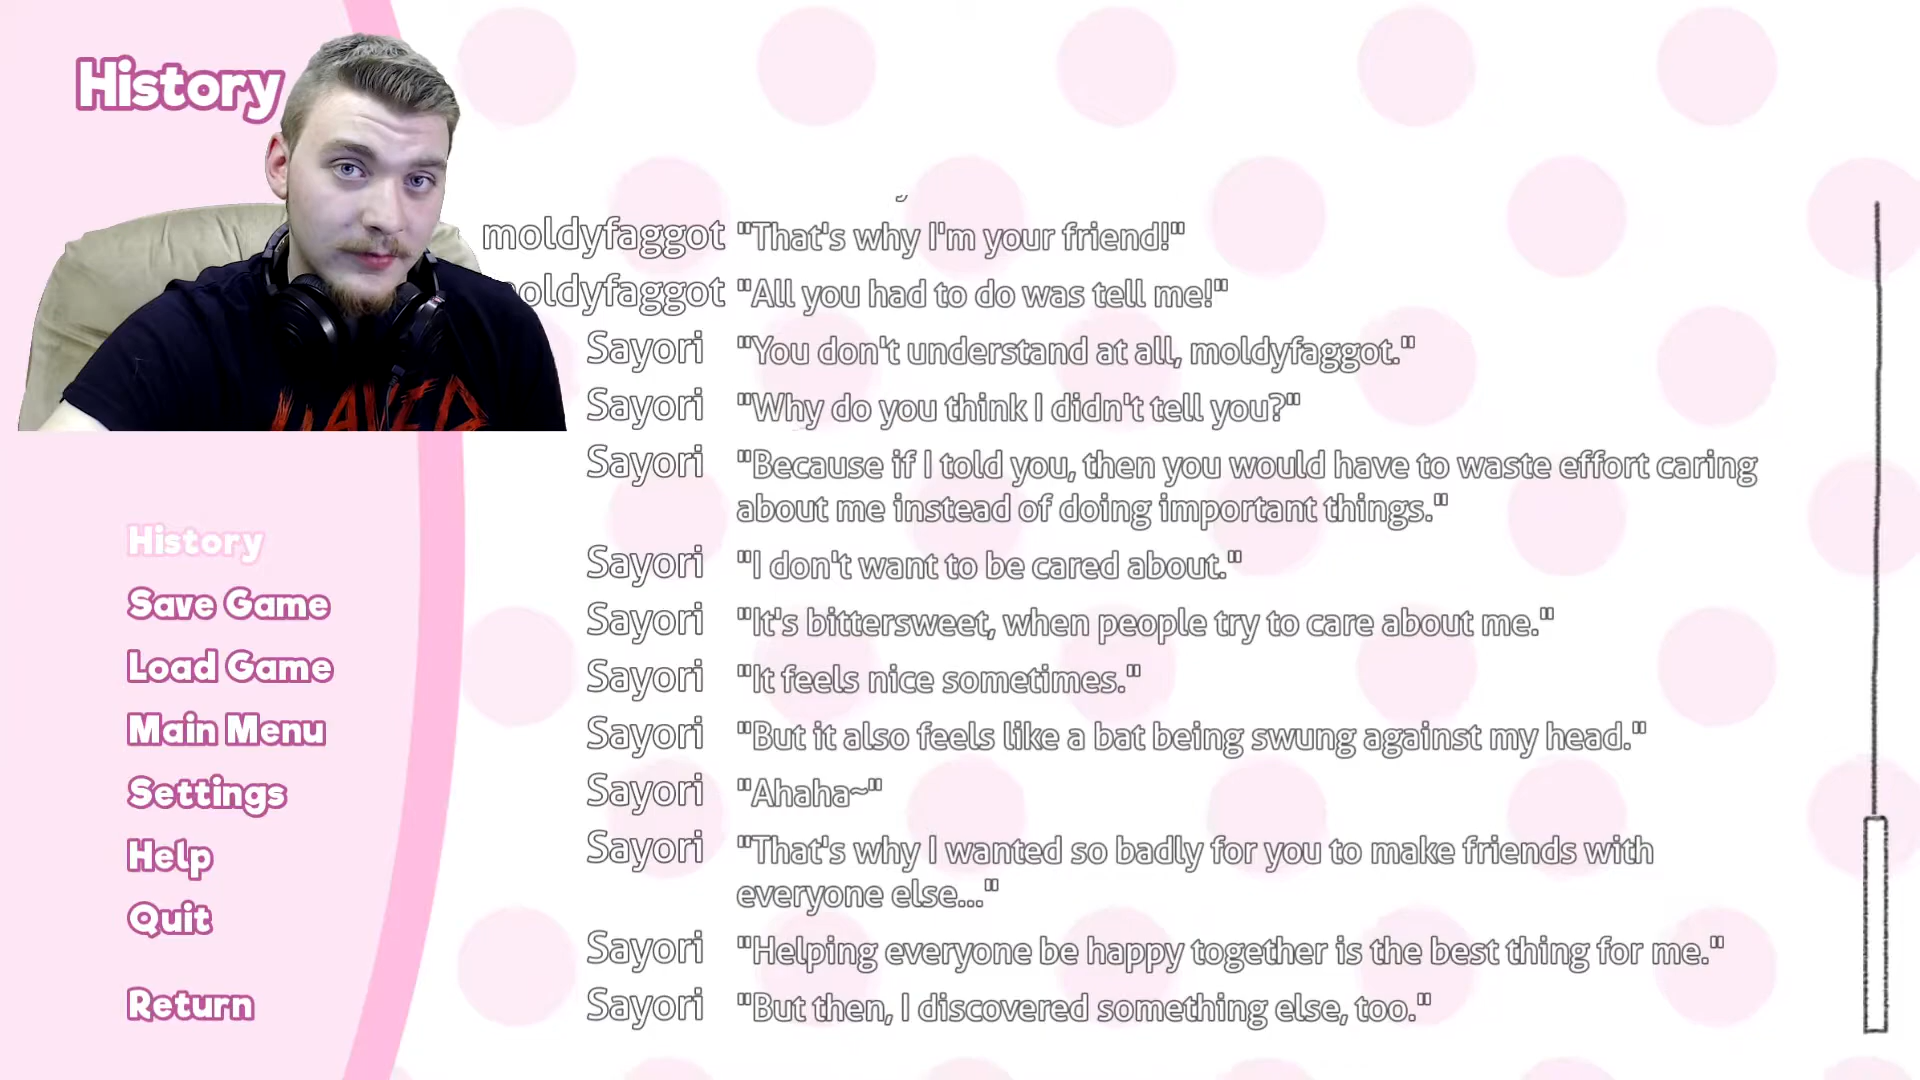 History
moldyfaggot "That's why I'm your friend!"
oldyfaggot "All you had to do was tell me!"
Sayori "You don't understand at all, moldyfaggot."
Sayori "Why do you think I didn't tell you?"
Sayori "Because if I told you, then you would have to waste effort caring
about me instead of doing important things."
Sayori "I don't want to be cared about."
Sayori "It's bittersweet, when people try to care about me."
Sayori "It feels nice sometimes."
Sayori "But it also feels like a bat being swung against my head."
Sayori "Ahaha~"
Sayori "That's why I wanted so badly for you to make friends with
everyone else..."
Sayori "Helping everyone be happy together is the best thing for me."
Sayori "But then, I discovered something else, too."
History
Save Game
Load Game
Main Menu
Settings
Help
Quit
Return